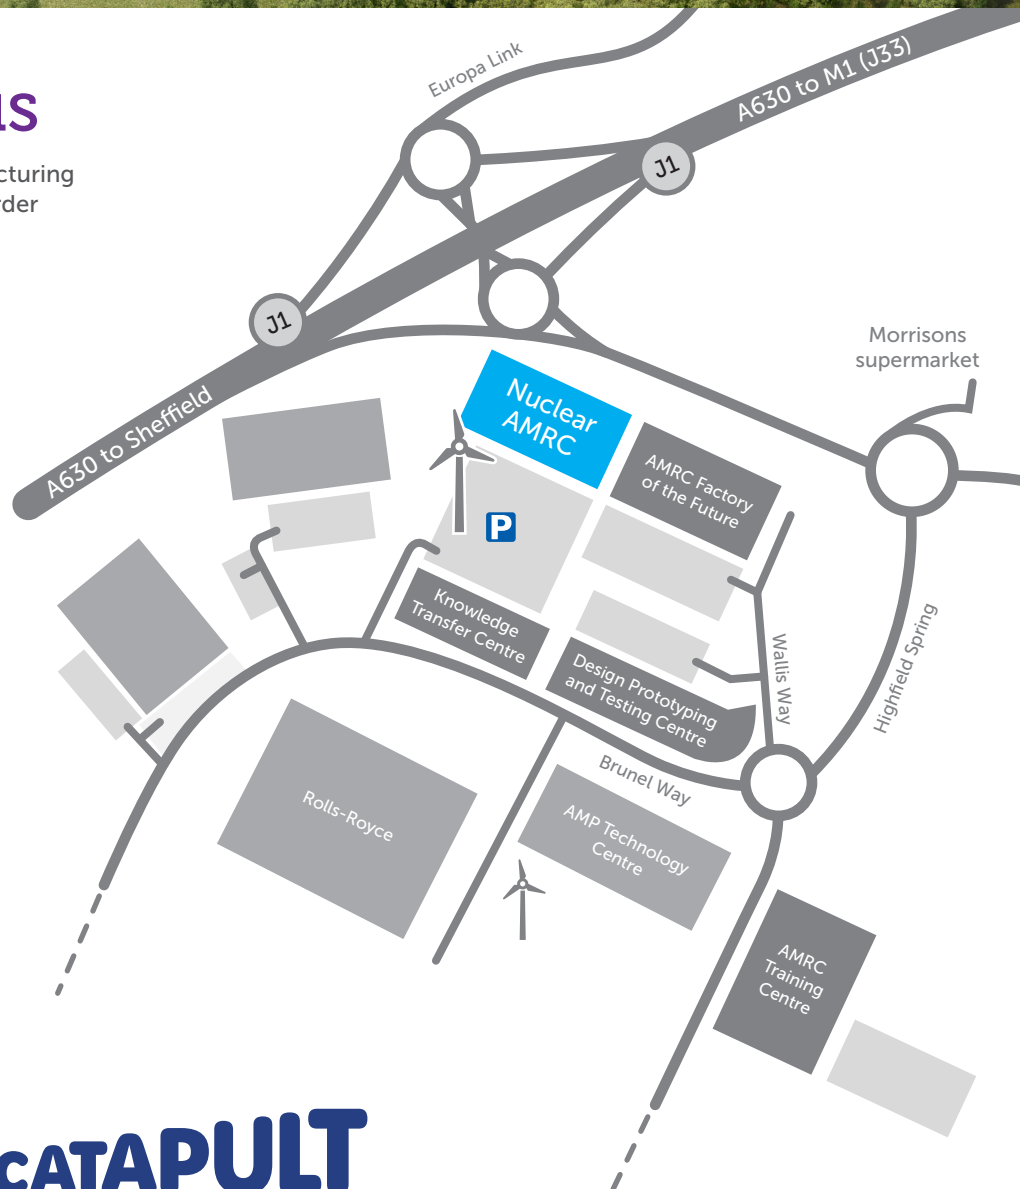 Europa Link
A630 to M1 (J33)
cturing
J1
J1
Morrisons
supermarket
Nuclear
AMRC
A630 to Sheffield
AMRC Factory
of the Future
P
Knowledge
Transfer Centre
Design Prototyping
and Testing Centre
Wallis Way
Highfield Spring
Brunel Way
Rolls-Royce
AMP Technology
Centre
AMRC
Training
Centre
CATAPULT